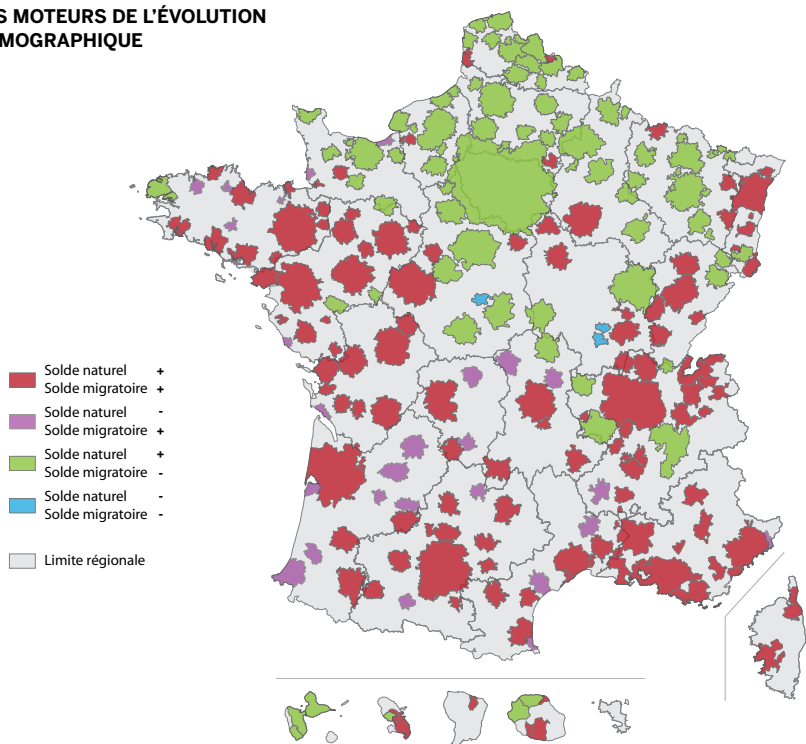 S MOTEURS DE L'ÉVOLUTION
MOGRAPHIQUE
Solde naturel +
Solde migratoire +
Solde naturel -
Solde migratoire +
Solde naturel +
Solde migratoire -
Solde naturel -
Solde migratoire -
Limite régionale